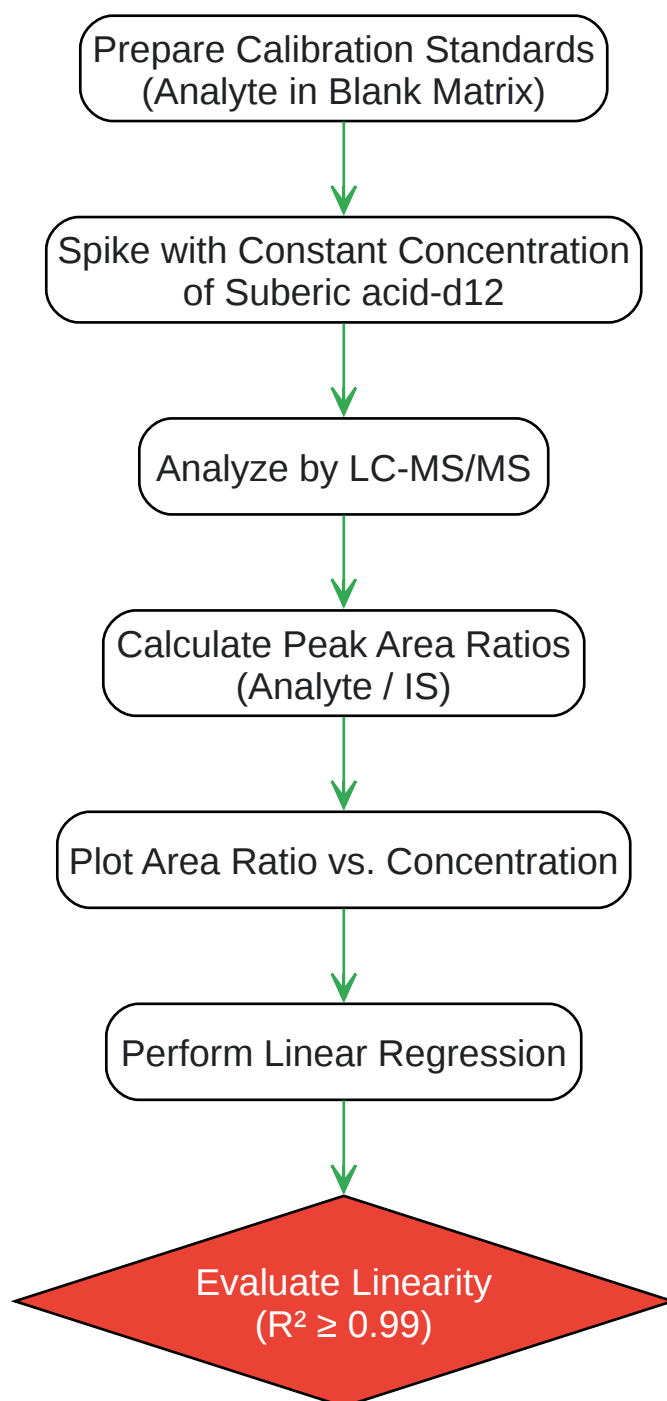 Prepare Calibration Standards
(Analyte in Blank Matrix)
Spike with Constant Concentration
of Suberic acid-d12
Analyze by LC-MS/MS
Calculate Peak Area Ratios
(Analyte / IS)
Plot Area Ratio vs. Concentration
Perform Linear Regression
Evaluate Linearity
(R² ≥ 0.99)